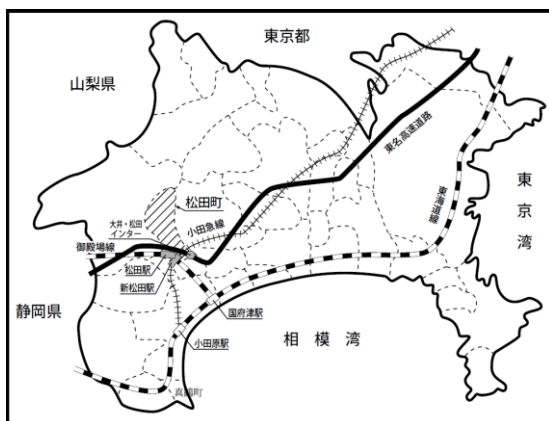 東京都
山梨県
東名高速道路
松田町
東京湾
大井・松田
インター
小田急線
東海道線
御殿場線
松田駅
新松田駅
静岡県
国府津駅
小田原駅
相模湾
真鶴町